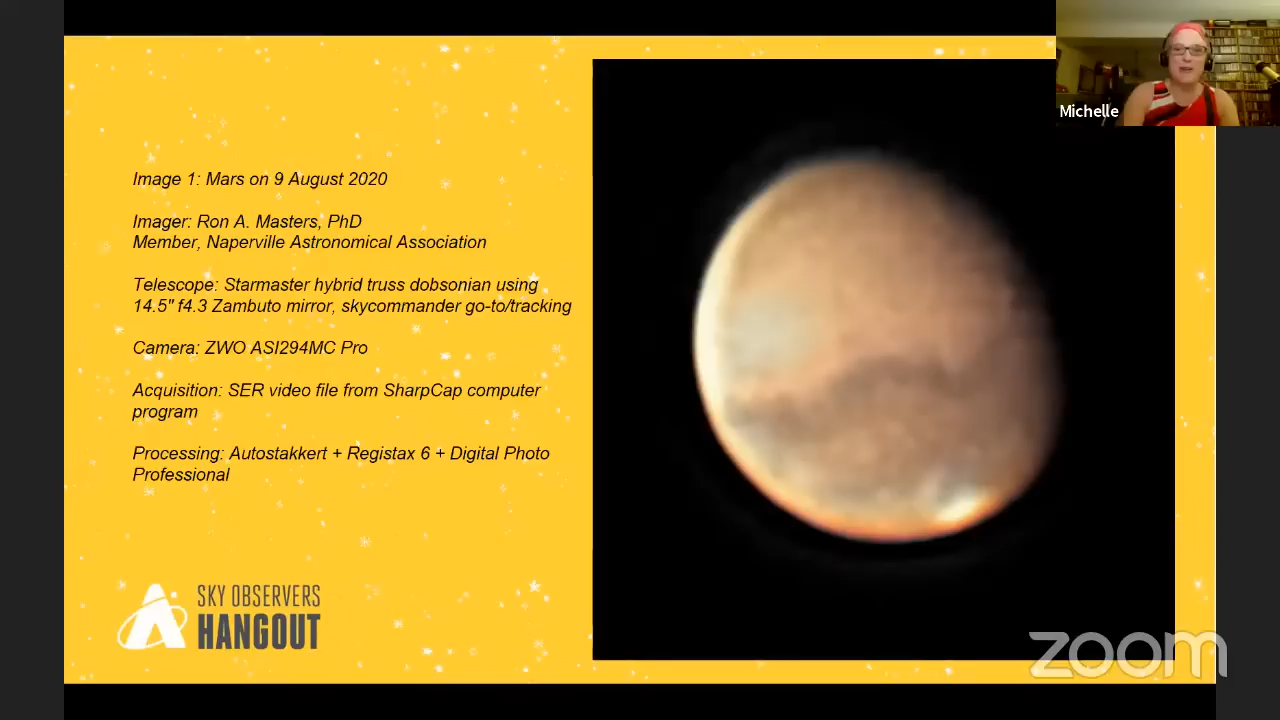 Michelle
Image 1: Mars on 9 August 2020
Imager: Ron A. Masters, PhD
Member, Naperville Astronomical Association
Telescope: Starmaster hybrid truss dobsonian using
14.5" f4.3 Zambuto mirror, skycommander go-to/tracking
Camera: ZWO ASI294MC Pro
Acquisition: SER video file from SharpCap computer
program
Processing: Autostakkert + Registax 6 + Digital Photo
Professional
SKY OBSERVERS
HANGOUT
zoom